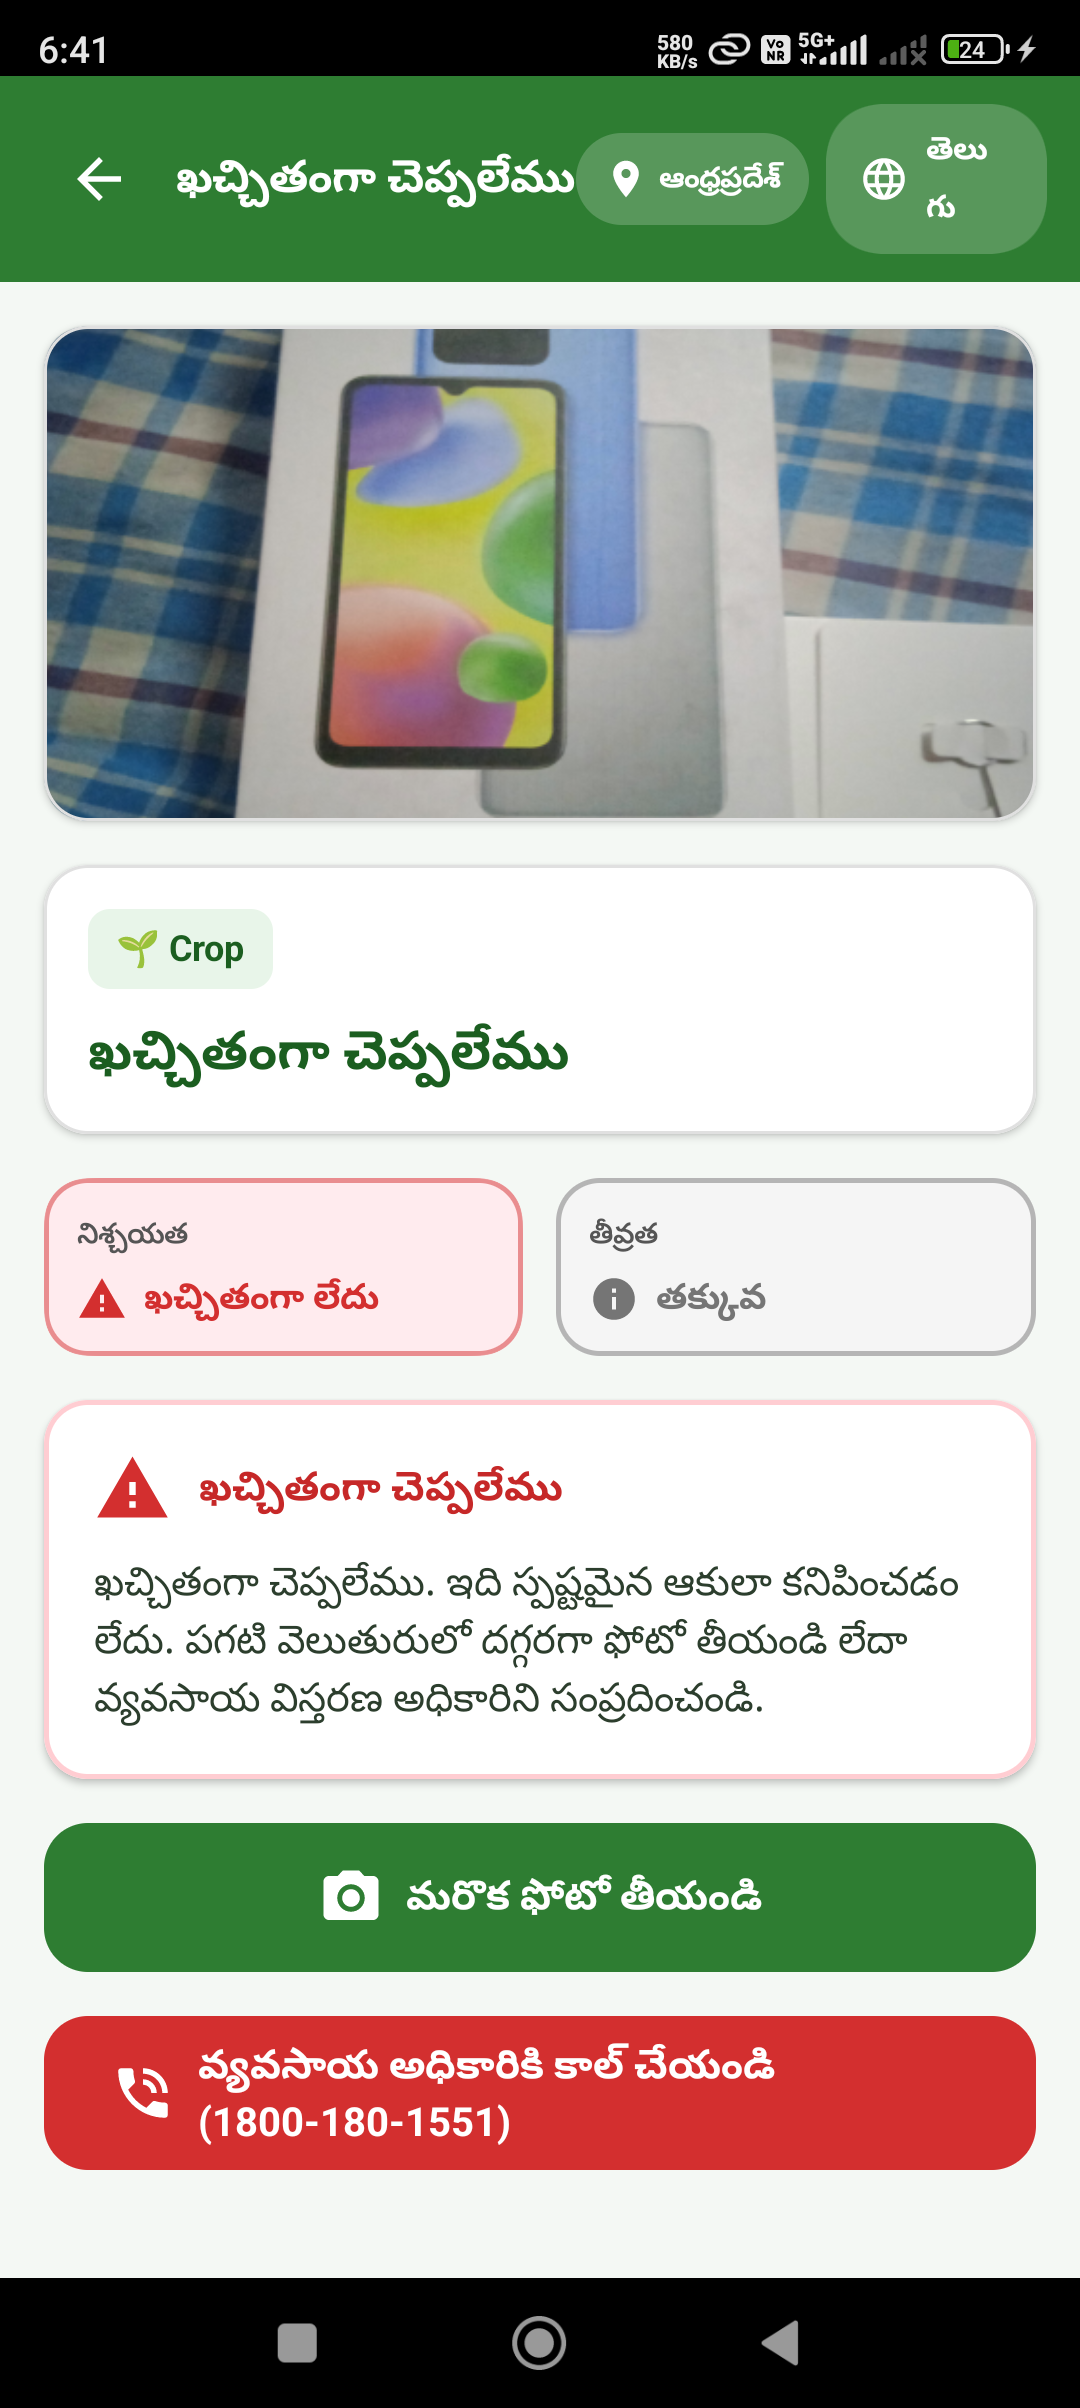 6:41
580
KB/s
Vo
NR
5G+
24
ఖచ్చితంగా చెప్పలేము
ఆంధ్రప్రదేశ్
తెలు
గు
Crop
ఖచ్చితంగా చెప్పలేము
నిశ్చయత
తీవ్రత
ఖచ్చితంగా లేదు
తక్కువ
ఖచ్చితంగా చెప్పలేము
ఖచ్చితంగా చెప్పలేము. ఇది స్పష్టమైన ఆకులా కనిపించడం
లేదు. పగటి వెలుతురులో దగ్గరగా ఫోటో తీయండి లేదా
వ్యవసాయ విస్తరణ అధికారిని సంప్రదించండి.
మరొక ఫోటో తీయండి
వ్యవసాయ అధికారికి కాల్ చేయండి
(1800-180-1551)